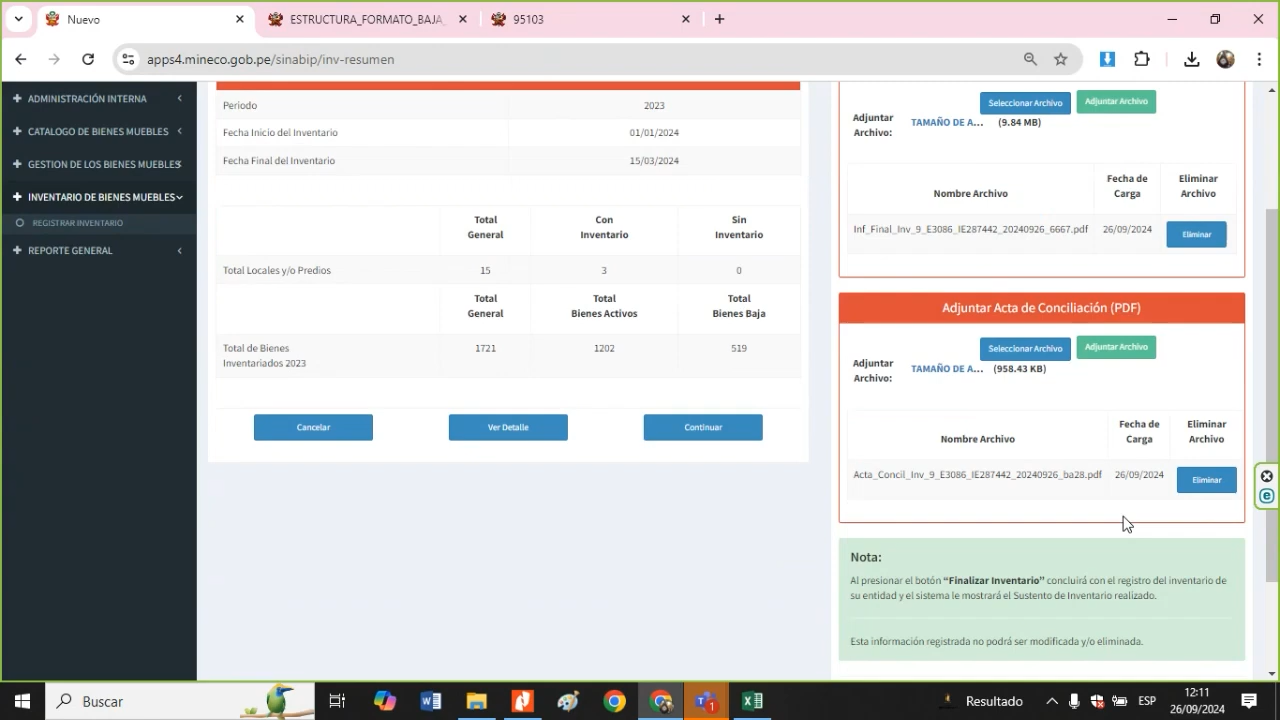 Nuevo
ESTRUCTURA_FORMATO_BAJA_
95103
apps4.mineco.gob.pe/sinabip/inv-resumen
ADMINISTRACIÓN INTERNA
CATALOGO DE BIENES MUEBLES
GESTION DE LOS BIENES MUEBLES
INVENTARIO DE BIENES MUEBLES
REGISTRAR INVENTARIO
REPORTE GENERAL
Periodo 2023
Fecha Inicio del Inventario 01/01/2024
Fecha Final del Inventario 15/03/2024
Total General
Con Inventario
Sin Inventario
Total Locales y/o Predios 15 3 0
Total General
Total Bienes Activos
Total Bienes Baja
Total de Bienes Inventariados 2023 1721 1202 519
Cancelar
Ver Detalle
Continuar
Seleccionar Archivo
Adjuntar Archivo
Adjuntar Archivo:
TAMAÑO DE A... (9.84 MB)
Nombre Archivo
Fecha de Carga
Eliminar Archivo
Inf_Final_Inv_9_E3086_IE287442_20240926_6667.pdf 26/09/2024 Eliminar
Adjuntar Acta de Conciliación (PDF)
Seleccionar Archivo
Adjuntar Archivo
Adjuntar Archivo:
TAMAÑO DE A... (958.43 KB)
Nombre Archivo
Fecha de Carga
Eliminar Archivo
Acta_Concil_Inv_9_E3086_IE287442_20240926_ba28.pdf 26/09/2024 Eliminar
Nota:
Al presionar el botón “Finalizar Inventario” concluirá con el registro del inventario de
su entidad y el sistema le mostrará el Sustento de Inventario realizado.
Esta información registrada no podrá ser modificada y/o eliminada.
Buscar
1
Resultado
ESP
12:11
26/09/2024